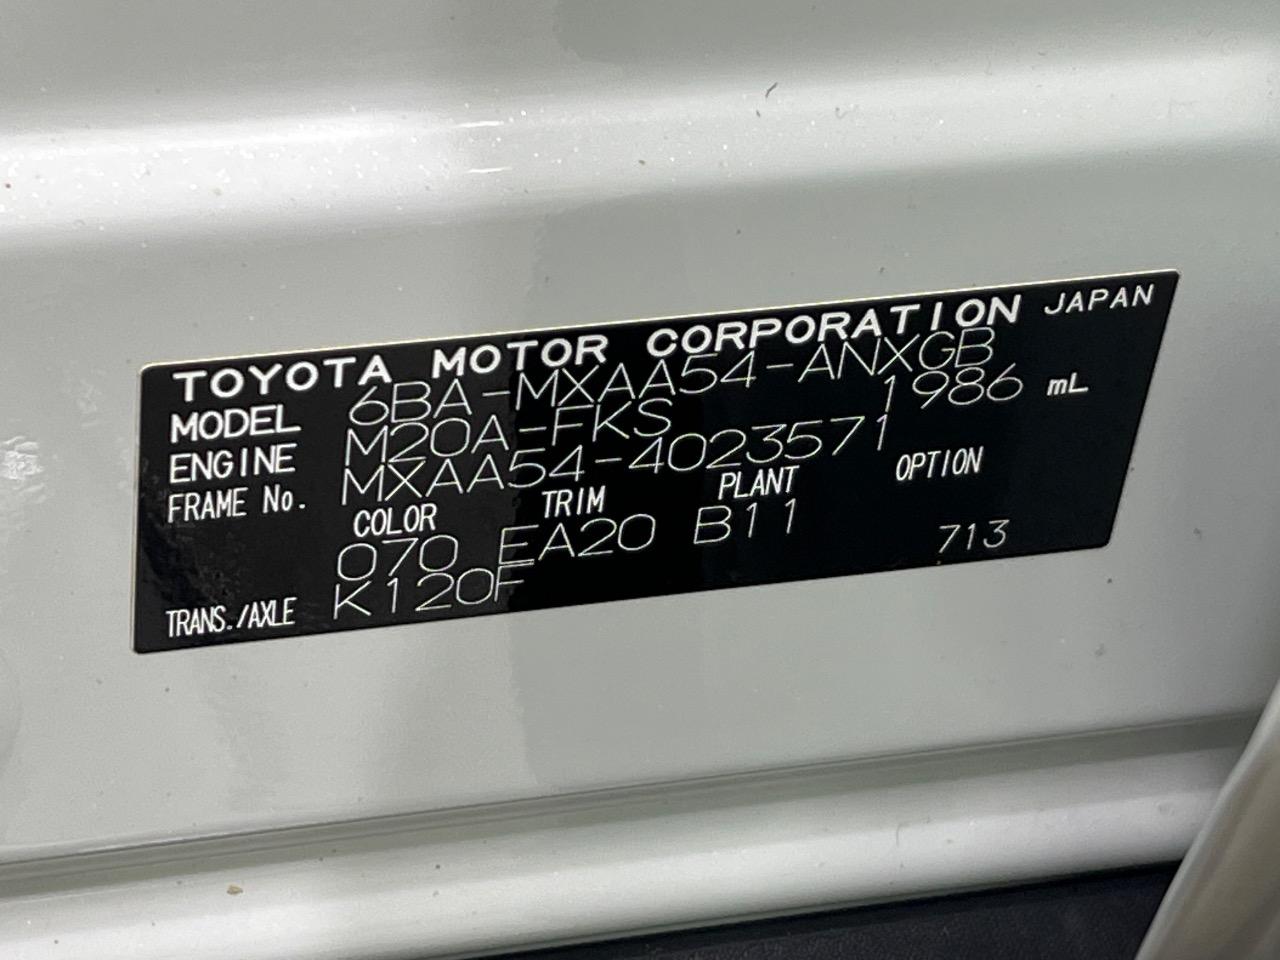 TOYOTA MOTOR CORPORATION JAPAN
MODEL 6BA-MXAA54-ANXGB
ENGINE M20A-FKS 1986 mL
FRAME No. MXAA54-4023571
COLOR TRIM PLANT OPTION
070 EA20 B11 713
TRANS./AXLE K120F